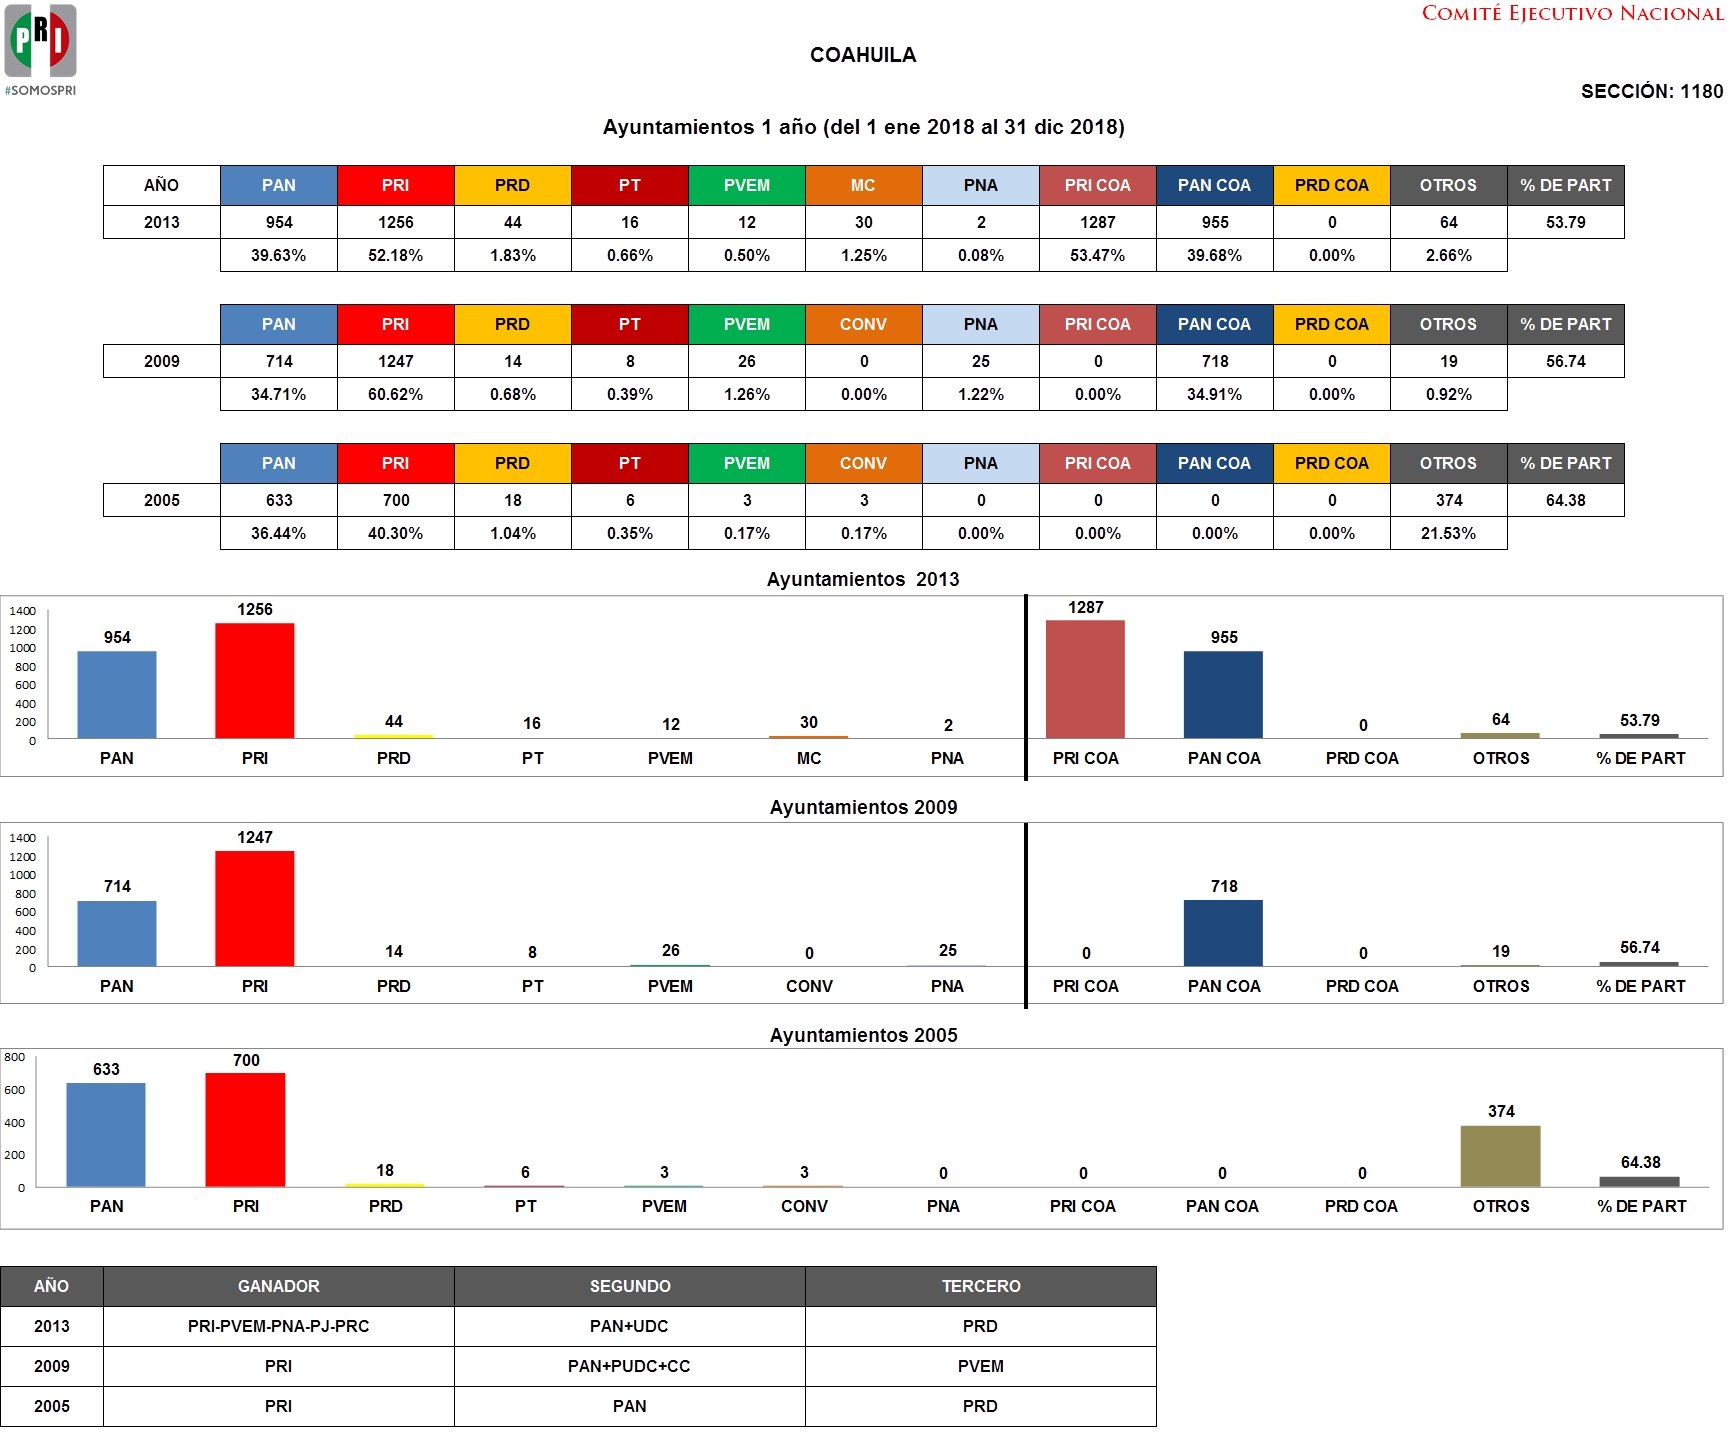 COMITÉ EJECUTIVO NACIONAL
PRI
#SOMOSPRI
COAHUILA
SECCIÓN: 1180
Ayuntamientos 1 año (del 1 ene 2018 al 31 dic 2018)
AÑO PAN PRI PRD PT PVEM MC PNA PRI COA PAN COA PRD COA OTROS % DE PART
2013 954 1256 44 16 12 30 2 1287 955 0 64 53.79
39.63% 52.18% 1.83% 0.66% 0.50% 1.25% 0.08% 53.47% 39.68% 0.00% 2.66%
PAN PRI PRD PT PVEM CONV PNA PRI COA PAN COA PRD COA OTROS % DE PART
2009 714 1247 14 8 26 0 25 0 718 0 19 56.74
34.71% 60.62% 0.68% 0.39% 1.26% 0.00% 1.22% 0.00% 34.91% 0.00% 0.92%
PAN PRI PRD PT PVEM CONV PNA PRI COA PAN COA PRD COA OTROS % DE PART
2005 633 700 18 6 3 3 0 0 0 0 374 64.38
36.44% 40.30% 1.04% 0.35% 0.17% 0.17% 0.00% 0.00% 0.00% 0.00% 21.53%
Ayuntamientos 2013
1400
1200
1000
800
600
400
200
0
954 1256 44 16 12 30 2 1287 955 0 64 53.79
PAN PRI PRD PT PVEM MC PNA PRI COA PAN COA PRD COA OTROS % DE PART
Ayuntamientos 2009
1400
1200
1000
800
600
400
200
0
714 1247 14 8 26 0 25 0 718 0 19 56.74
PAN PRI PRD PT PVEM CONV PNA PRI COA PAN COA PRD COA OTROS % DE PART
Ayuntamientos 2005
800
600
400
200
0
633 700 18 6 3 3 0 0 0 0 374 64.38
PAN PRI PRD PT PVEM CONV PNA PRI COA PAN COA PRD COA OTROS % DE PART
AÑO GANADOR SEGUNDO TERCERO
2013 PRI-PVEM-PNA-PJ-PRC PAN+UDC PRD
2009 PRI PAN+PUDC+CC PVEM
2005 PRI PAN PRD